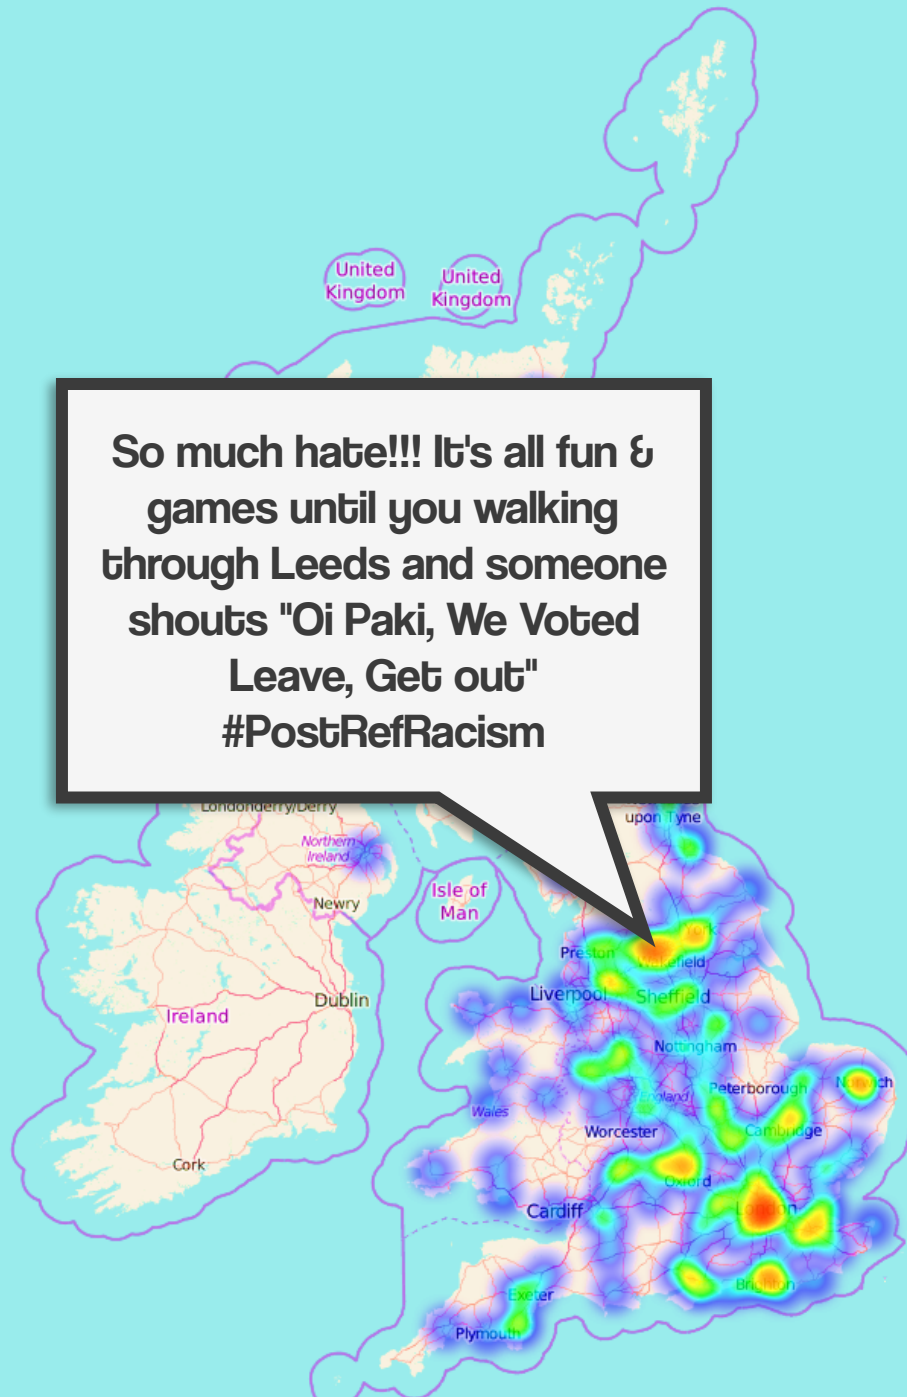 United
Kingdom
United
Kingdom
So much hate!!! It's all fun &
games until you walking
through Leeds and someone
shouts "Oi Paki, We Voted
Leave, Get out"
#PostRefRacism
Londonderry/Derry
upon Tyne
Northern
Ireland
Newry
Isle of
Man
York
Preston
Wakefield
Dublin
Liverpool
Sheffield
Ireland
Nottingham
Norwich
Peterborough
England
Wales
Worcester
Cambridge
Cork
Oxford
Cardiff
London
Brighton
Exeter
Plymouth